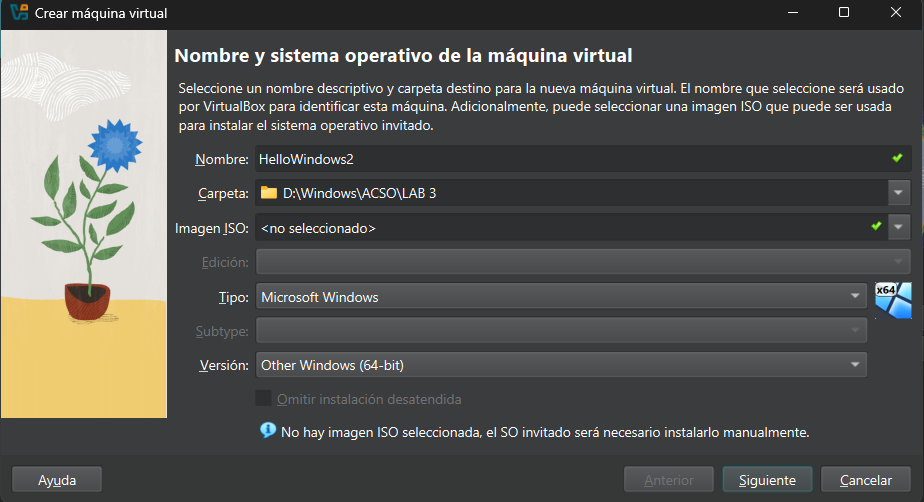 Crear máquina virtual
Nombre y sistema operativo de la máquina virtual
Seleccione un nombre descriptivo y carpeta destino para la nueva máquina virtual. El nombre que seleccione será usado
por VirtualBox para identificar esta máquina. Adicionalmente, puede seleccionar una imagen ISO que puede ser usada
para instalar el sistema operativo invitado.
Nombre: HelloWindows2
Carpeta: D:\Windows\ACSO\LAB 3
Imagen ISO: <no seleccionado>
Edición:
Tipo: Microsoft Windows
x64
Subtype:
Versión: Other Windows (64-bit)
Omitir instalación desatendida
No hay imagen ISO seleccionada, el SO invitado será necesario instalarlo manualmente.
Ayuda Anterior Siguiente Cancelar